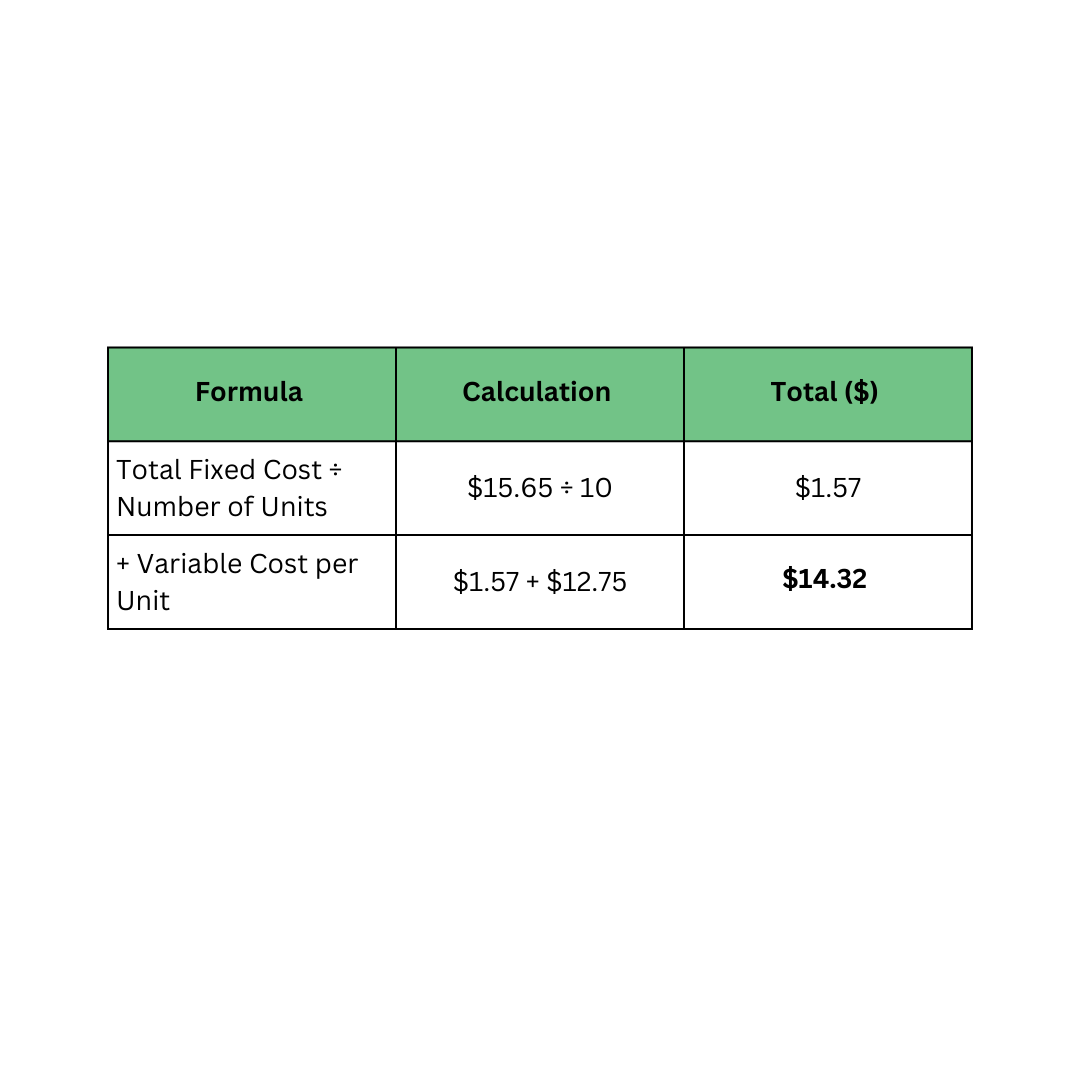 Formula
Calculation
Total ($)
Total Fixed Cost ÷
Number of Units
$15.65 ÷ 10
$1.57
+ Variable Cost per
Unit
$1.57 + $12.75
$14.32